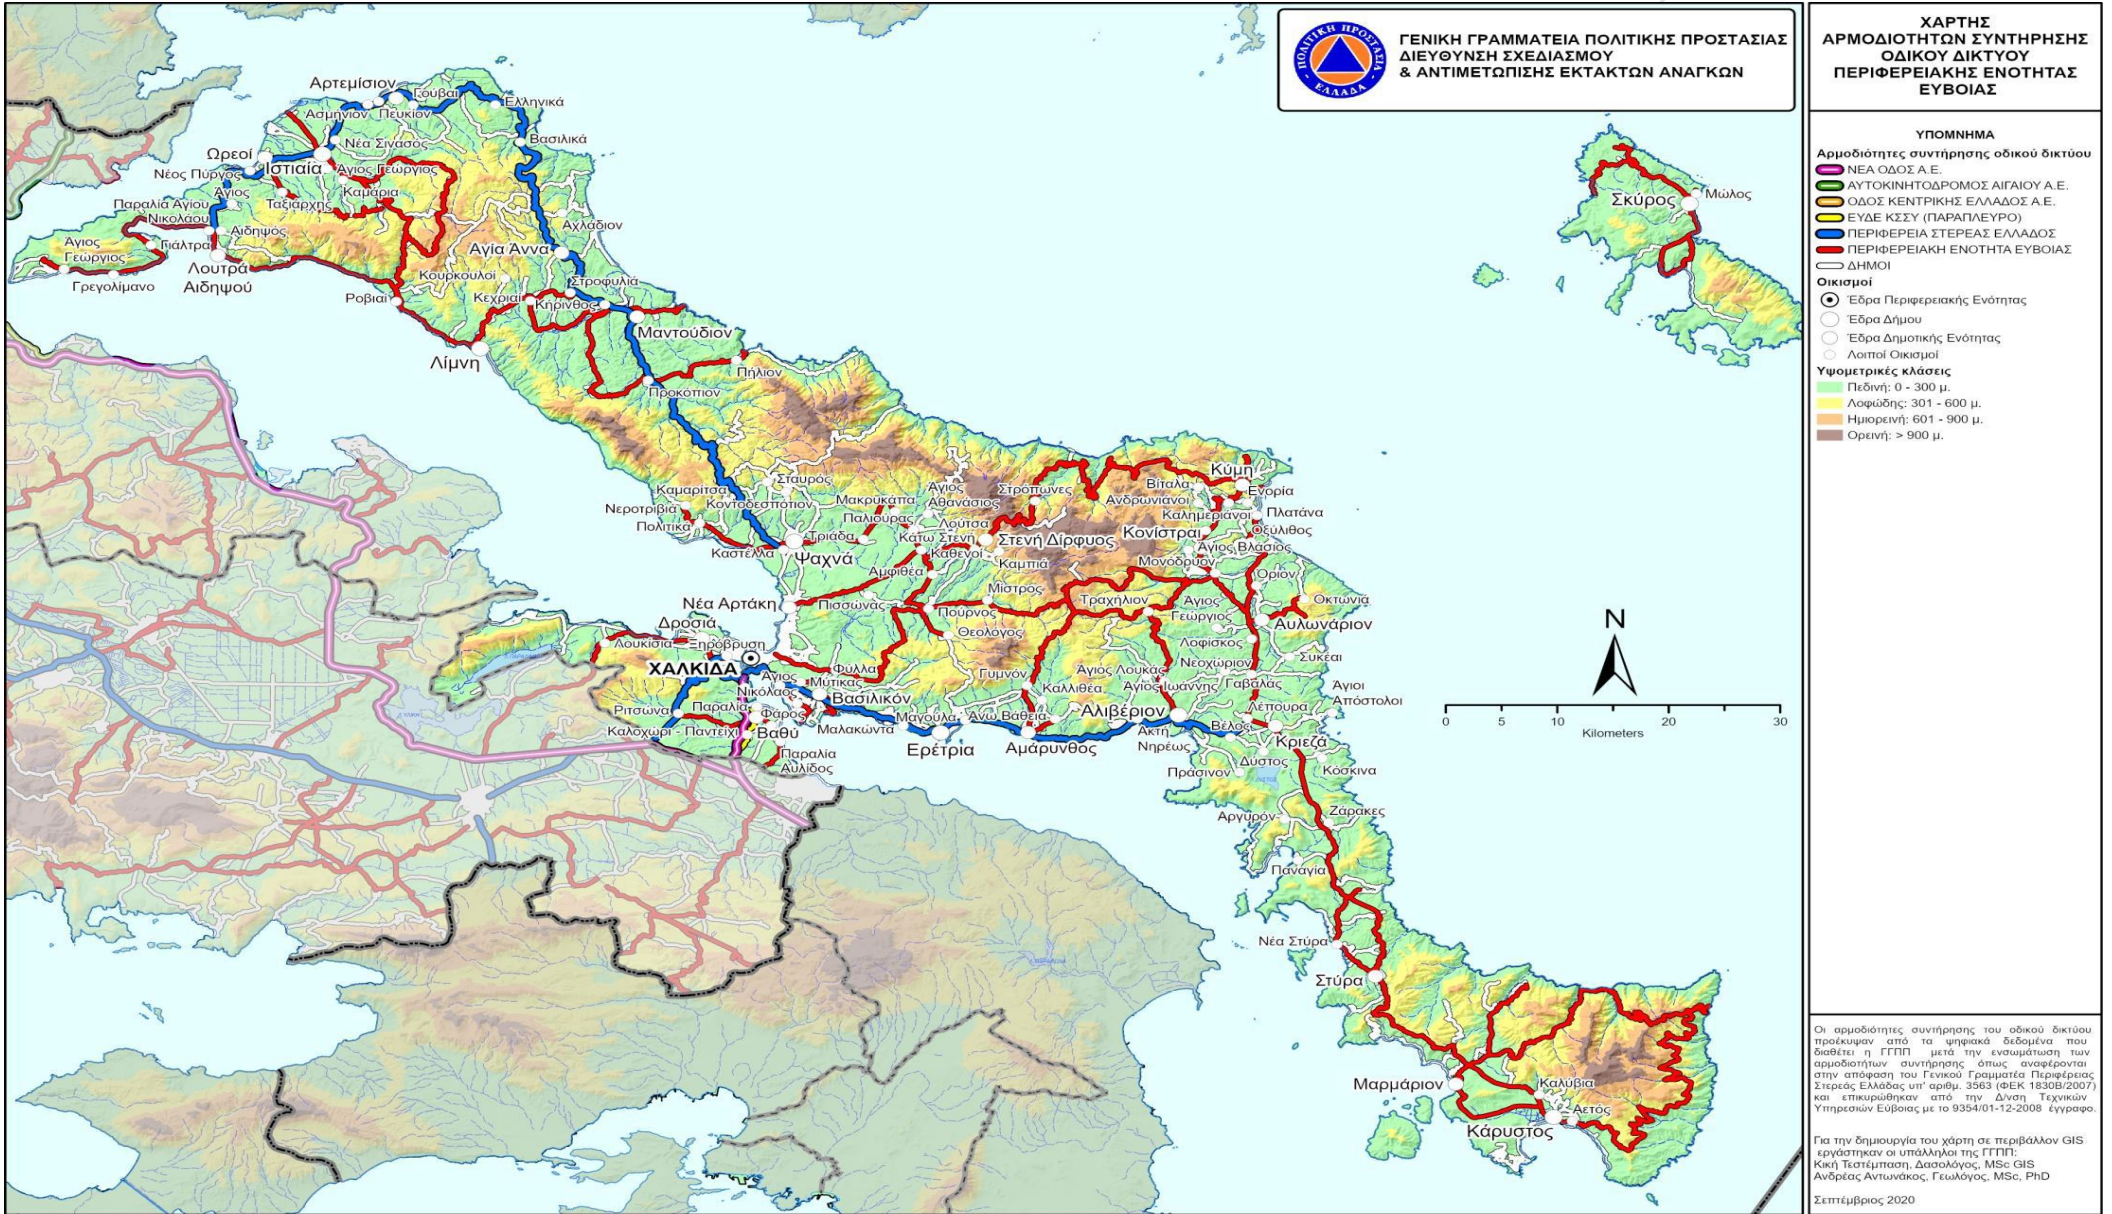 ΓΕΝΙΚΗ ΓΡΑΜΜΑΤΕΙΑ ΠΟΛΙΤΙΚΗΣ ΠΡΟΣΤΑΣΙΑΣ
ΔΙΕΥΘΥΝΣΗ ΣΧΕΔΙΑΣΜΟΥ
& ΑΝΤΙΜΕΤΩΠΙΣΗΣ ΕΚΤΑΚΤΩΝ ΑΝΑΓΚΩΝ
ΠΟΛΙΤΙΚΗ ΠΡΟΣΤΑΣΙΑ
ΕΛΛΑΔΑ
ΧΑΡΤΗΣ
ΑΡΜΟΔΙΟΤΗΤΩΝ ΣΥΝΤΗΡΗΣΗΣ
ΟΔΙΚΟΥ ΔΙΚΤΥΟΥ
ΠΕΡΙΦΕΡΕΙΑΚΗΣ ΕΝΟΤΗΤΑΣ
ΕΥΒΟΙΑΣ
ΥΠΟΜΝΗΜΑ
Αρμοδιότητες συντήρησης οδικού δικτύου
ΝΕΑ ΟΔΟΣ Α.Ε.
ΑΥΤΟΚΙΝΗΤΟΔΡΟΜΟΣ ΑΙΓΑΙΟΥ Α.Ε.
ΟΔΟΣ ΚΕΝΤΡΙΚΗΣ ΕΛΛΑΔΟΣ Α.Ε.
ΕΥΔΕ ΚΣΣΥ (ΠΑΡΑΠΛΕΥΡΟ)
ΠΕΡΙΦΕΡΕΙΑ ΣΤΕΡΕΑΣ ΕΛΛΑΔΟΣ
ΠΕΡΙΦΕΡΕΙΑΚΗ ΕΝΟΤΗΤΑ ΕΥΒΟΙΑΣ
ΔΗΜΟΙ
Οικισμοί
Έδρα Περιφερειακής Ενότητας
Έδρα Δήμου
Έδρα Δημοτικής Ενότητας
Λοιποί Οικισμοί
Υψομετρικές κλάσεις
Πεδινή: 0 - 300 μ.
Λοφώδης: 301 - 600 μ.
Ημιορεινή: 601 - 900 μ.
Ορεινή: > 900 μ.
Αρτεμίσιον
Γούβαι
Ελληνικά
Ασμήνιον
Πευκίον
Βασιλικά
Νέα Σινασός
Ωρεοί
Ιστιαία
Άγιος Γεώργιος
Νέος Πύργος
Άγιος
Καμάρια
Ταξιάρχης
Παραλία Αγίου
Νικολάου
Αιδηψός
Γιάλτρα
Άγιος
Γεώργιος
Λουτρά
Αιδηψού
Γρεγολίμανο
Ροβιαί
Αχλάδιον
Αγία Άννα
Κουρκουλοί
Στροφυλιά
Κεχριαί
Κήρινθος
Μαντούδιον
Λίμνη
Πήλιον
Προκόπιον
Σκύρος
Μώλος
Σταυρός
Καμαρίτσα
Κοντοδεσπότιον
Νεροτριβιά
Πολιτικά
Καστέλλα
Τριάδα
Ψαχνά
Μακρυκάπα
Παλιούρας
Άγιος
Αθανάσιος
Λούτσα
Κάτω Στενή
Καθενοί
Στρόπωνες
Στενή Δίρφυος
Καμπιά
Αμφιθέα
Μίστρος
Νέα Αρτάκη
Πισσώνας
Πούρνος
Θεολόγος
Κύμη
Βίταλα
Ενορία
Ανδρωνιάνοι
Καλημεριάνοι
Πλατάνα
Οξύλιθος
Κονίστραι
Άγιος Βλάσιος
Μονόδρυον
Οριόν
Οκτωνιά
Τραχήλιον
Άγιος
Γεώργιος
Αυλωνάριον
Λοφίσκος
Συκέαι
Νεοχώριον
Γαβαλάς
Άγιοι
Απόστολοι
Δροσιά
Λουκίσια
Ξηρόβρυση
ΧΑΛΚΙΔΑ
Φύλλα
Άγιος
Νικόλαος
Μύτικας
Βασιλικόν
Ριτσώνα
Παραλία
Φάρος
Καλοχώρι - Παντείχι
Βαθύ
Μαλακώντα
Μαγούλα
Παραλία
Αυλίδος
Ερέτρια
Άνω Βάθεια
Γυμνόν
Καλλιθέα
Αμάρυνθος
Άγιος Λουκάς
Άγιος Ιωάννης
Αλιβέριον
Ακτή
Νηρέως
Βέλος
Λέπουρα
Κριεζά
Δύστος
Πράσινον
Κόσκινα
Αργυρόν
Ζάρακες
Παναγία
Νέα Στύρα
Στύρα
Μαρμάριον
Καλύβια
Αετός
Κάρυστος
N
0 5 10 20 30
Kilometers
Οι αρμοδιότητες συντήρησης του οδικού δικτύου
προέκυψαν από τα ψηφιακά δεδομένα που
διαθέτει η ΓΓΠΠ μετά την ενσωμάτωση των
αρμοδιοτήτων συντήρησης όπως αναφέρονται
στην απόφαση του Γενικού Γραμματέα Περιφέρειας
Στερεάς Ελλάδας υπ' αριθμ. 3563 (ΦΕΚ 1830Β/2007)
και επικυρώθηκαν από την Δ/νση Τεχνικών
Υπηρεσιών Εύβοιας με το 9354/01-12-2008 έγγραφο.
Για την δημιουργία του χάρτη σε περιβάλλον GIS
εργάστηκαν οι υπάλληλοι της ΓΓΠΠ:
Κική Τεστέμπαση, Δασολόγος, MSc GIS
Ανδρέας Αντωνάκος, Γεωλόγος, MSc, PhD
Σεπτέμβριος 2020